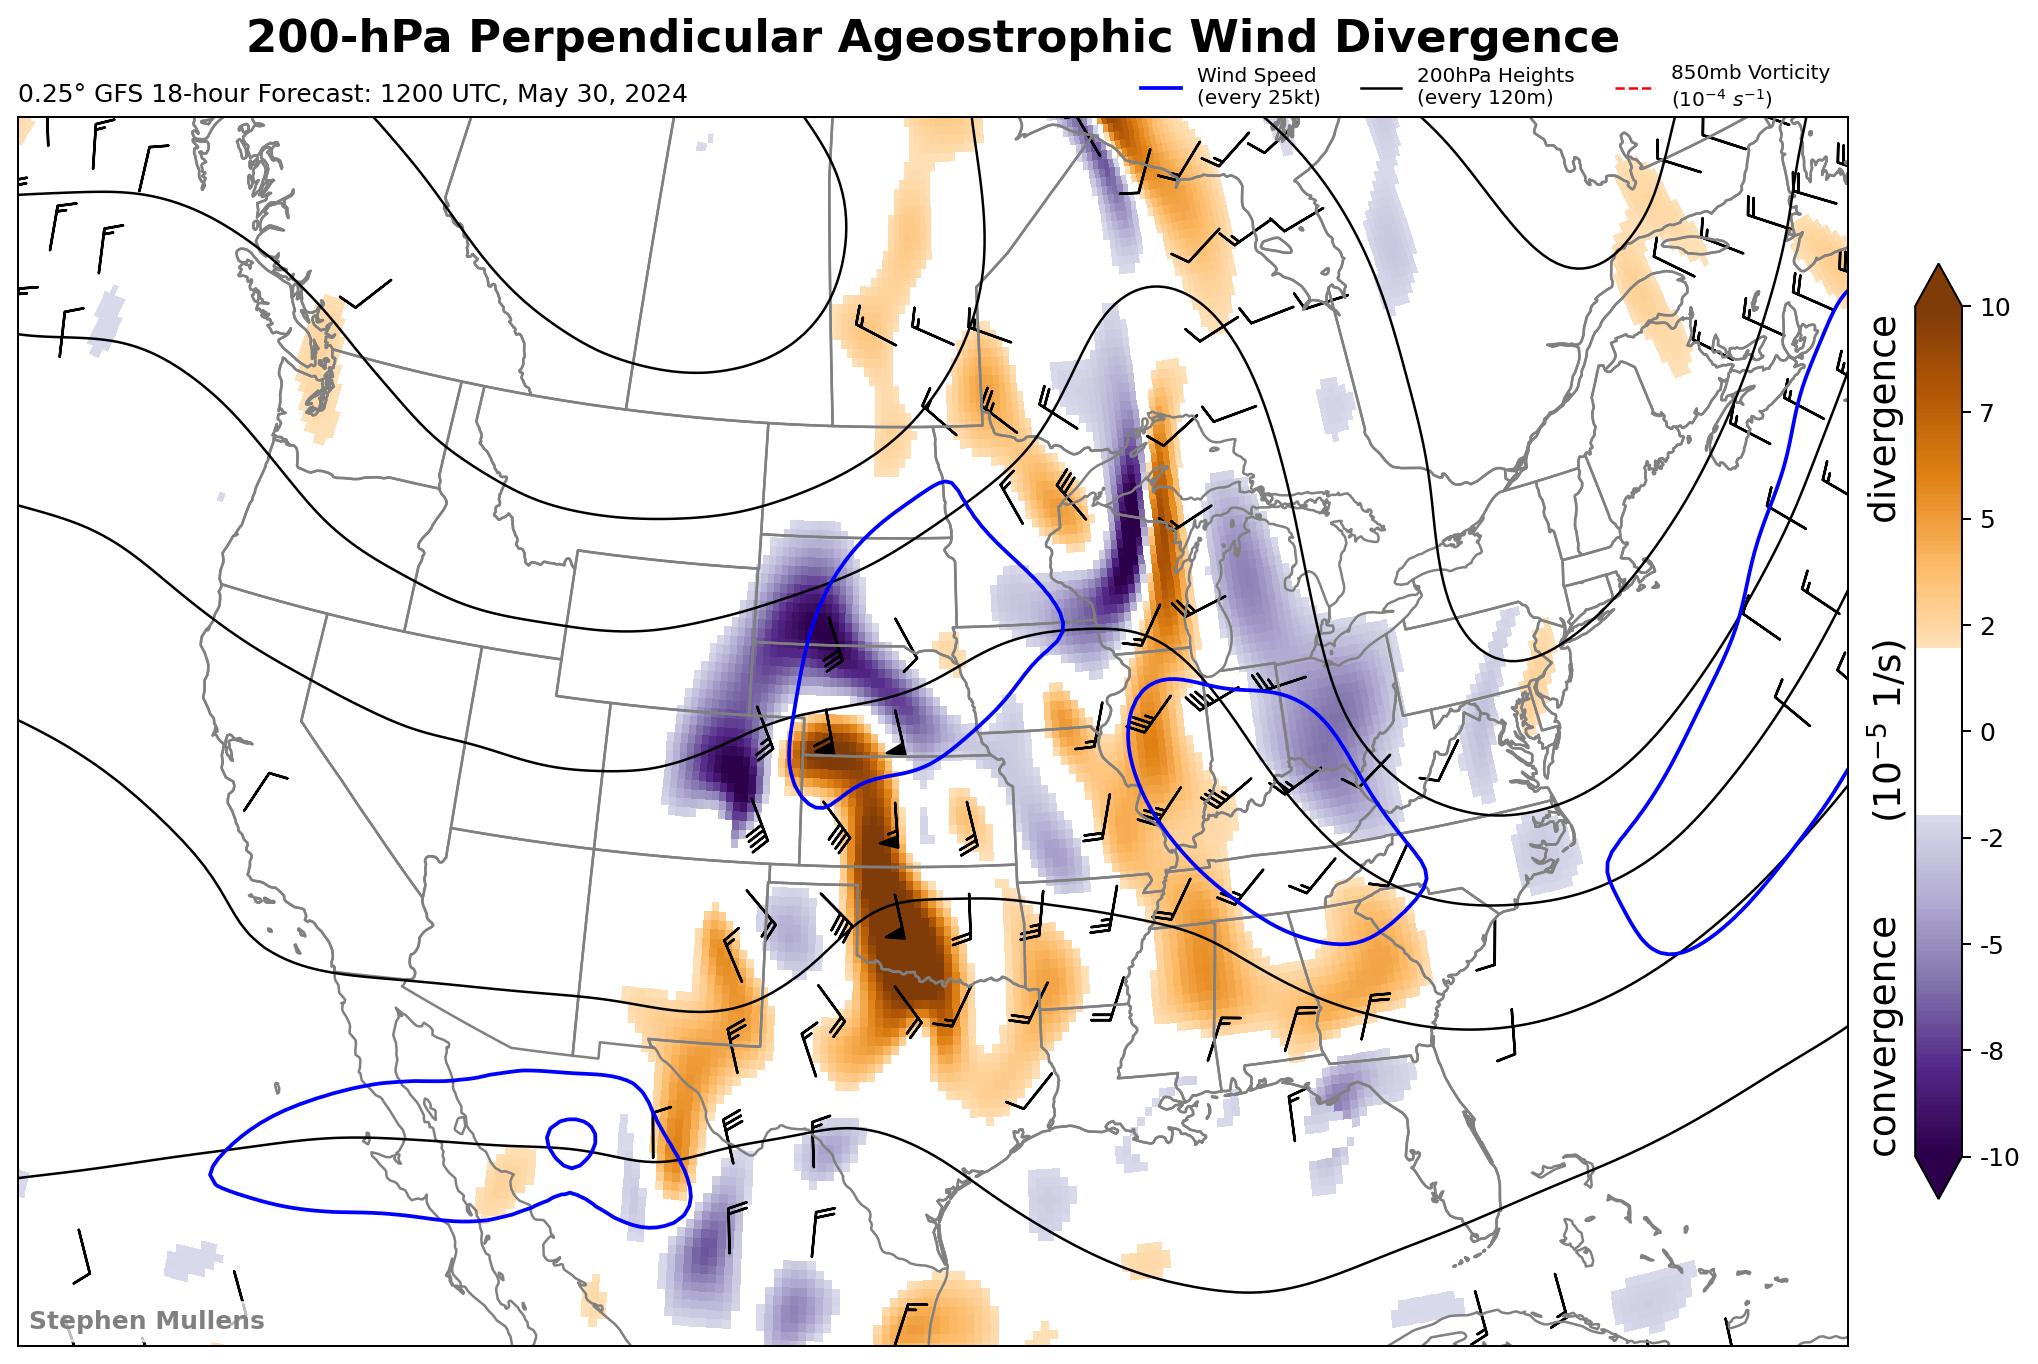 200-hPa Perpendicular Ageostrophic Wind Divergence
0.25° GFS 18-hour Forecast: 1200 UTC, May 30, 2024
Wind Speed
(every 25kt)
200hPa Heights
(every 120m)
850mb Vorticity
(10⁻⁴ s⁻¹)
10
7
5
2
0
-2
-5
-8
-10
convergence (10⁻⁵ 1/s) divergence
Stephen Mullens